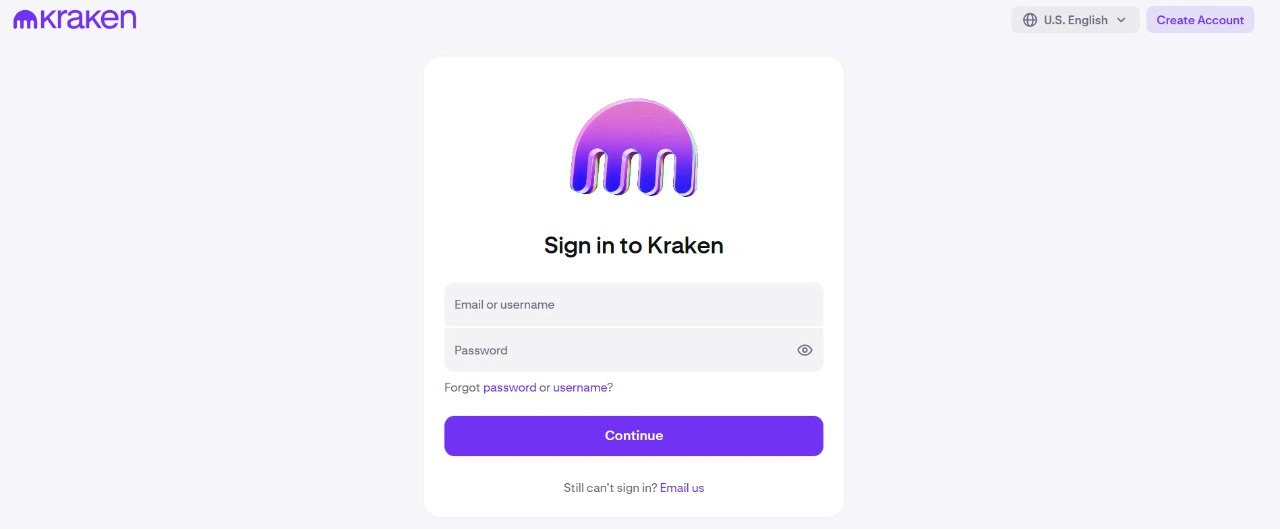 Kraken
U.S. English
Create Account
Sign in to Kraken
Email or username
Password
Forgot password or username?
Continue
Still can't sign in? Email us